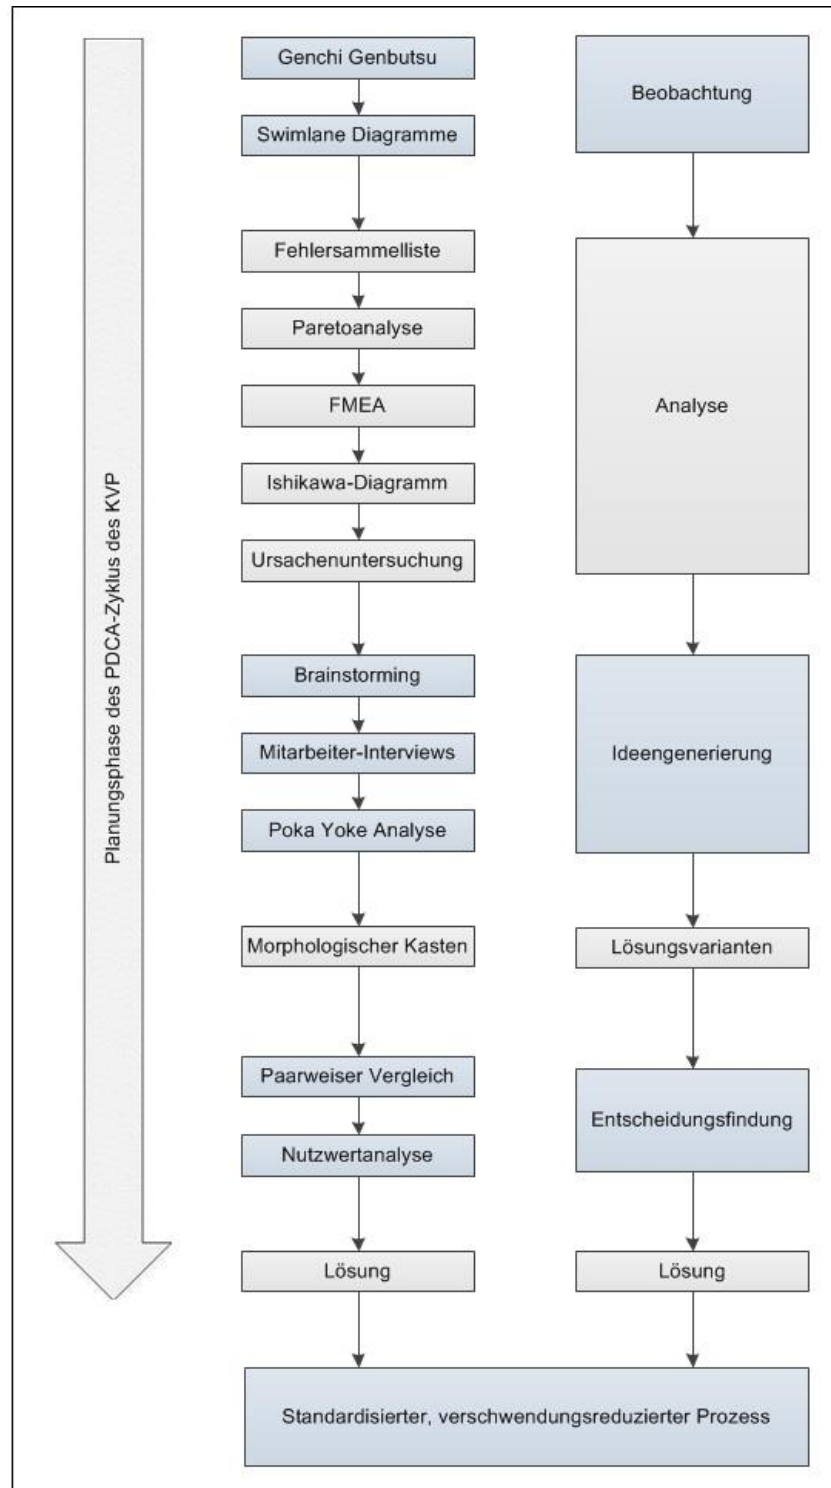 Planungsphase des PDCA-Zyklus des KVP
Genchi Genbutsu
Swimlane Diagramme
Fehlersammelliste
Paretoanalyse
FMEA
Ishikawa-Diagramm
Ursachenuntersuchung
Brainstorming
Mitarbeiter-Interviews
Poka Yoke Analyse
Morphologischer Kasten
Paarweiser Vergleich
Nutzwertanalyse
Lösung
Beobachtung
Analyse
Ideengenerierung
Lösungsvarianten
Entscheidungsfindung
Lösung
Standardisierter, verschwendungsreduzierter Prozess